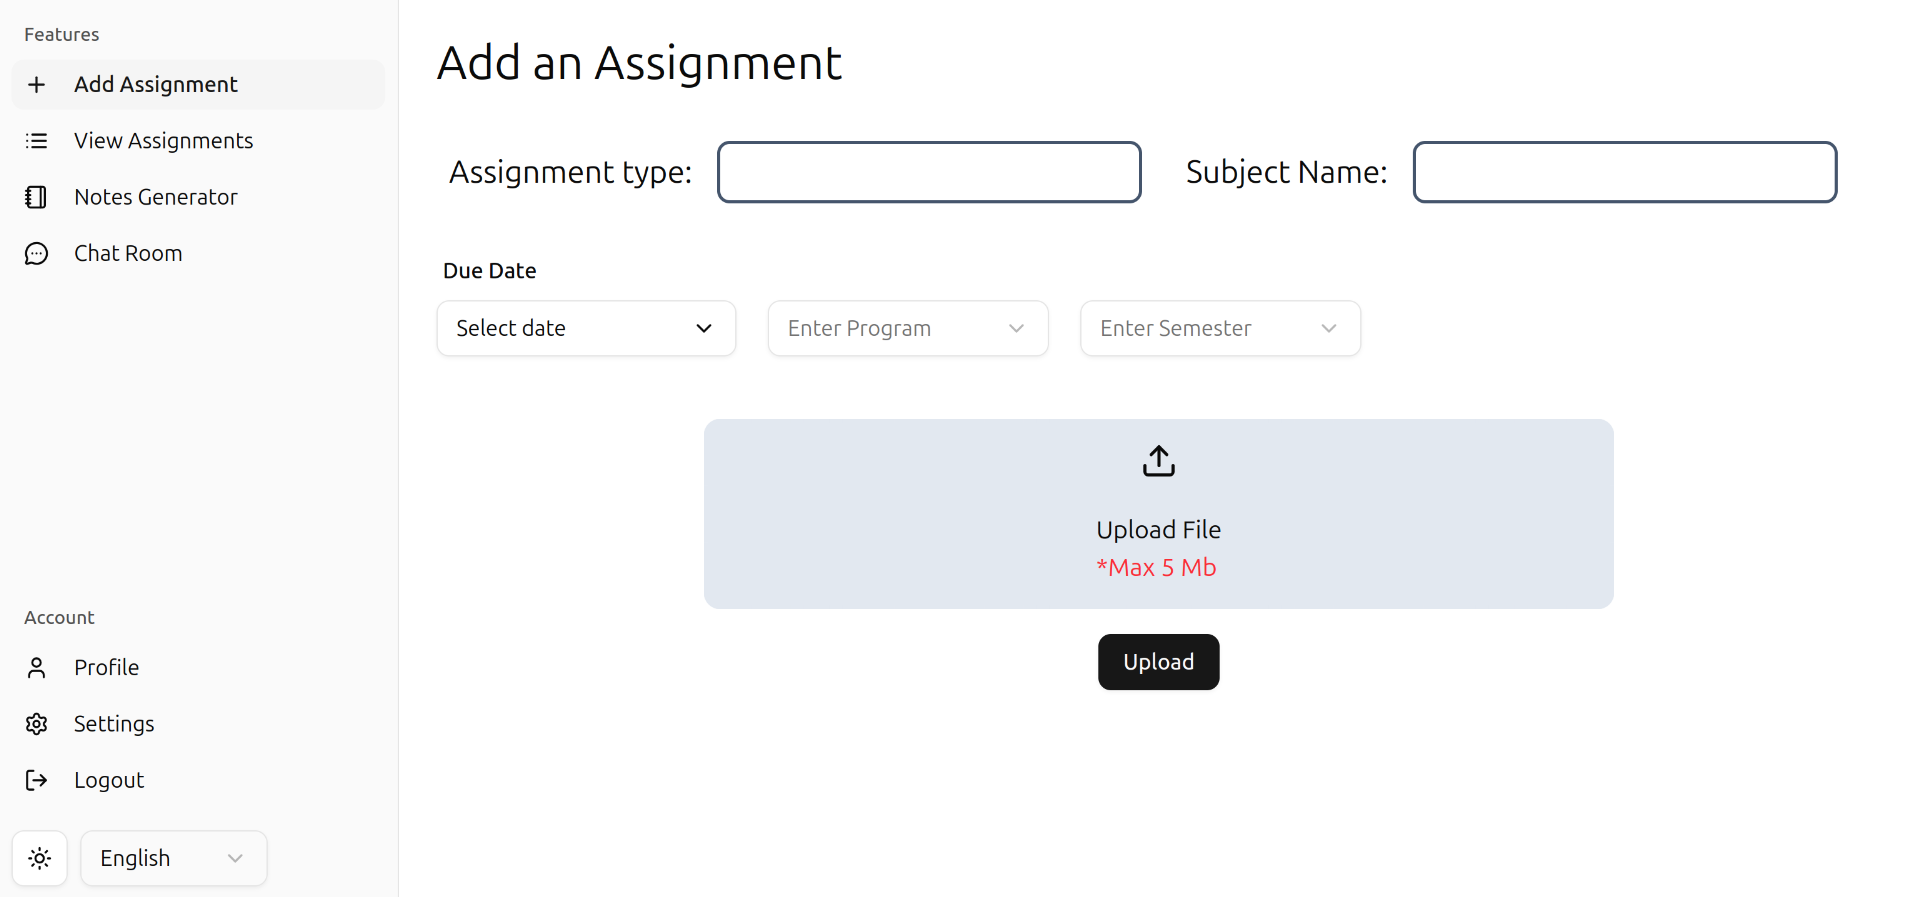 Features
Add Assignment
View Assignments
Notes Generator
Chat Room
Account
Profile
Settings
Logout
English
Add an Assignment
Assignment type:
Subject Name:
Due Date
Select date
Enter Program
Enter Semester
Upload File
*Max 5 Mb
Upload